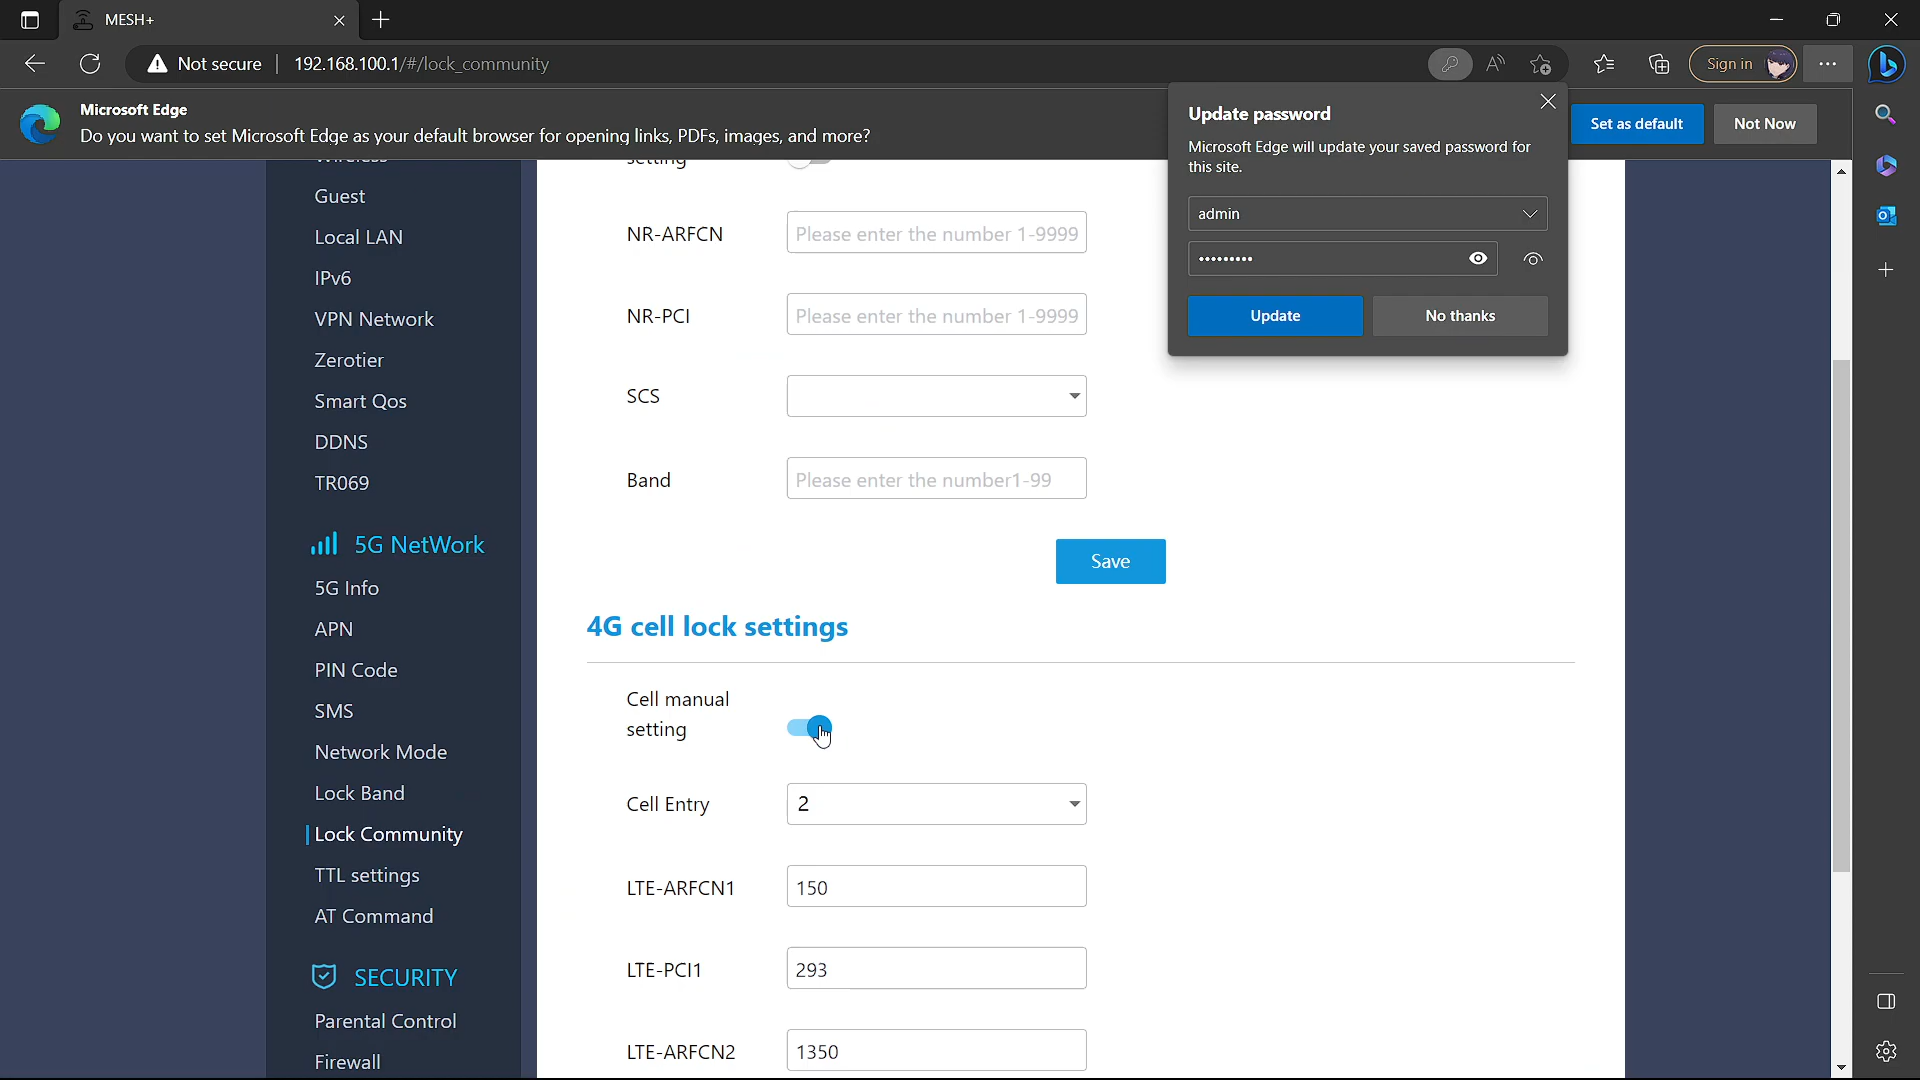 MESH+
Not secure
192.168.100.1/#/lock_community
Sign in
Microsoft Edge
Do you want to set Microsoft Edge as your default browser for opening links, PDFs, images, and more?
Set as default
Not Now
Update password
Microsoft Edge will update your saved password for
this site.
admin
•••••••••
Update
No thanks
Wireless
Guest
Local LAN
IPv6
VPN Network
Zerotier
Smart Qos
DDNS
TR069
5G NetWork
5G Info
APN
PIN Code
SMS
Network Mode
Lock Band
Lock Community
TTL settings
AT Command
SECURITY
Parental Control
Firewall
setting
NR-ARFCN
Please enter the number 1-9999
NR-PCI
Please enter the number 1-9999
SCS
Band
Please enter the number1-99
Save
4G cell lock settings
Cell manual
setting
Cell Entry
2
LTE-ARFCN1
150
LTE-PCI1
293
LTE-ARFCN2
1350